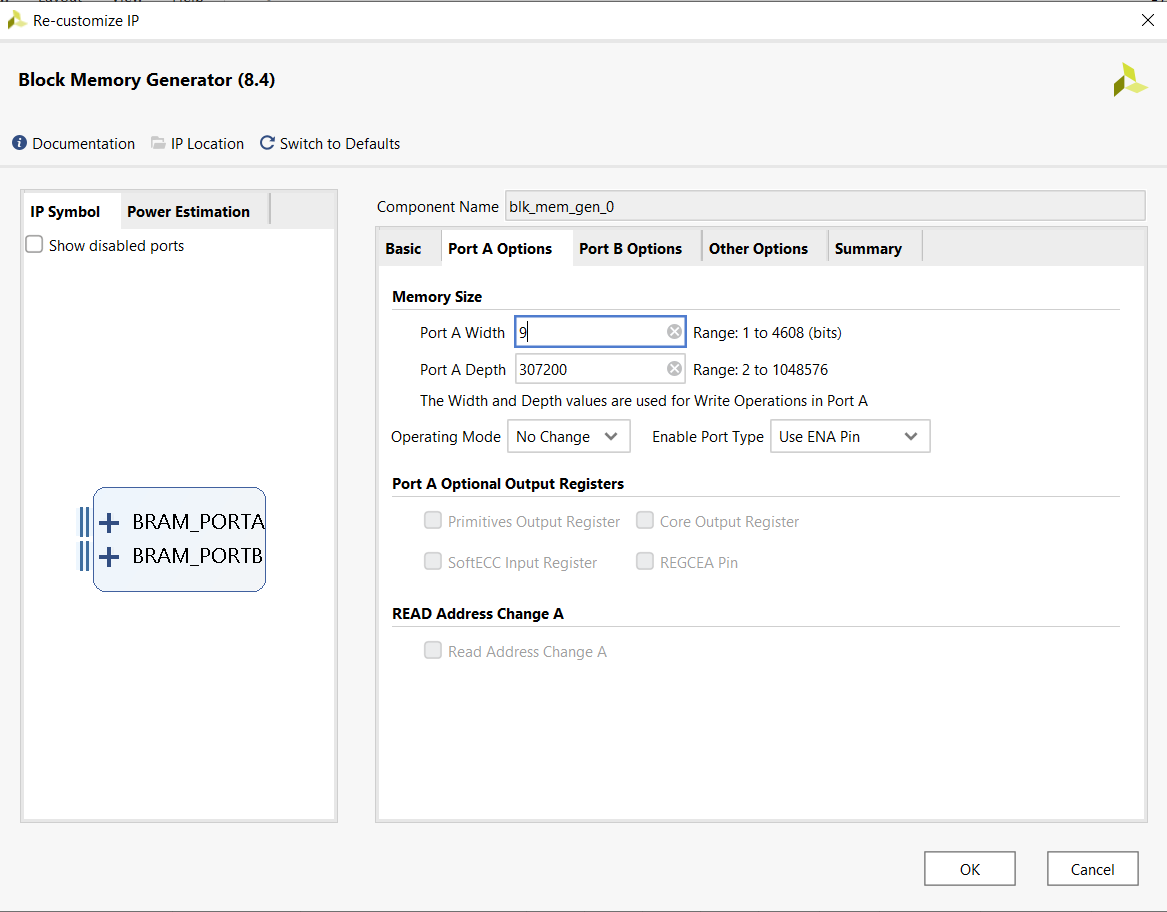 Re-customize IP
Block Memory Generator (8.4)
Documentation IP Location Switch to Defaults
IP Symbol Power Estimation
Show disabled ports
BRAM_PORTA
BRAM_PORTB
Component Name blk_mem_gen_0
Basic Port A Options Port B Options Other Options Summary
Memory Size
Port A Width 9 Range: 1 to 4608 (bits)
Port A Depth 307200 Range: 2 to 1048576
The Width and Depth values are used for Write Operations in Port A
Operating Mode No Change Enable Port Type Use ENA Pin
Port A Optional Output Registers
Primitives Output Register Core Output Register
SoftECC Input Register REGCEA Pin
READ Address Change A
Read Address Change A
OK Cancel